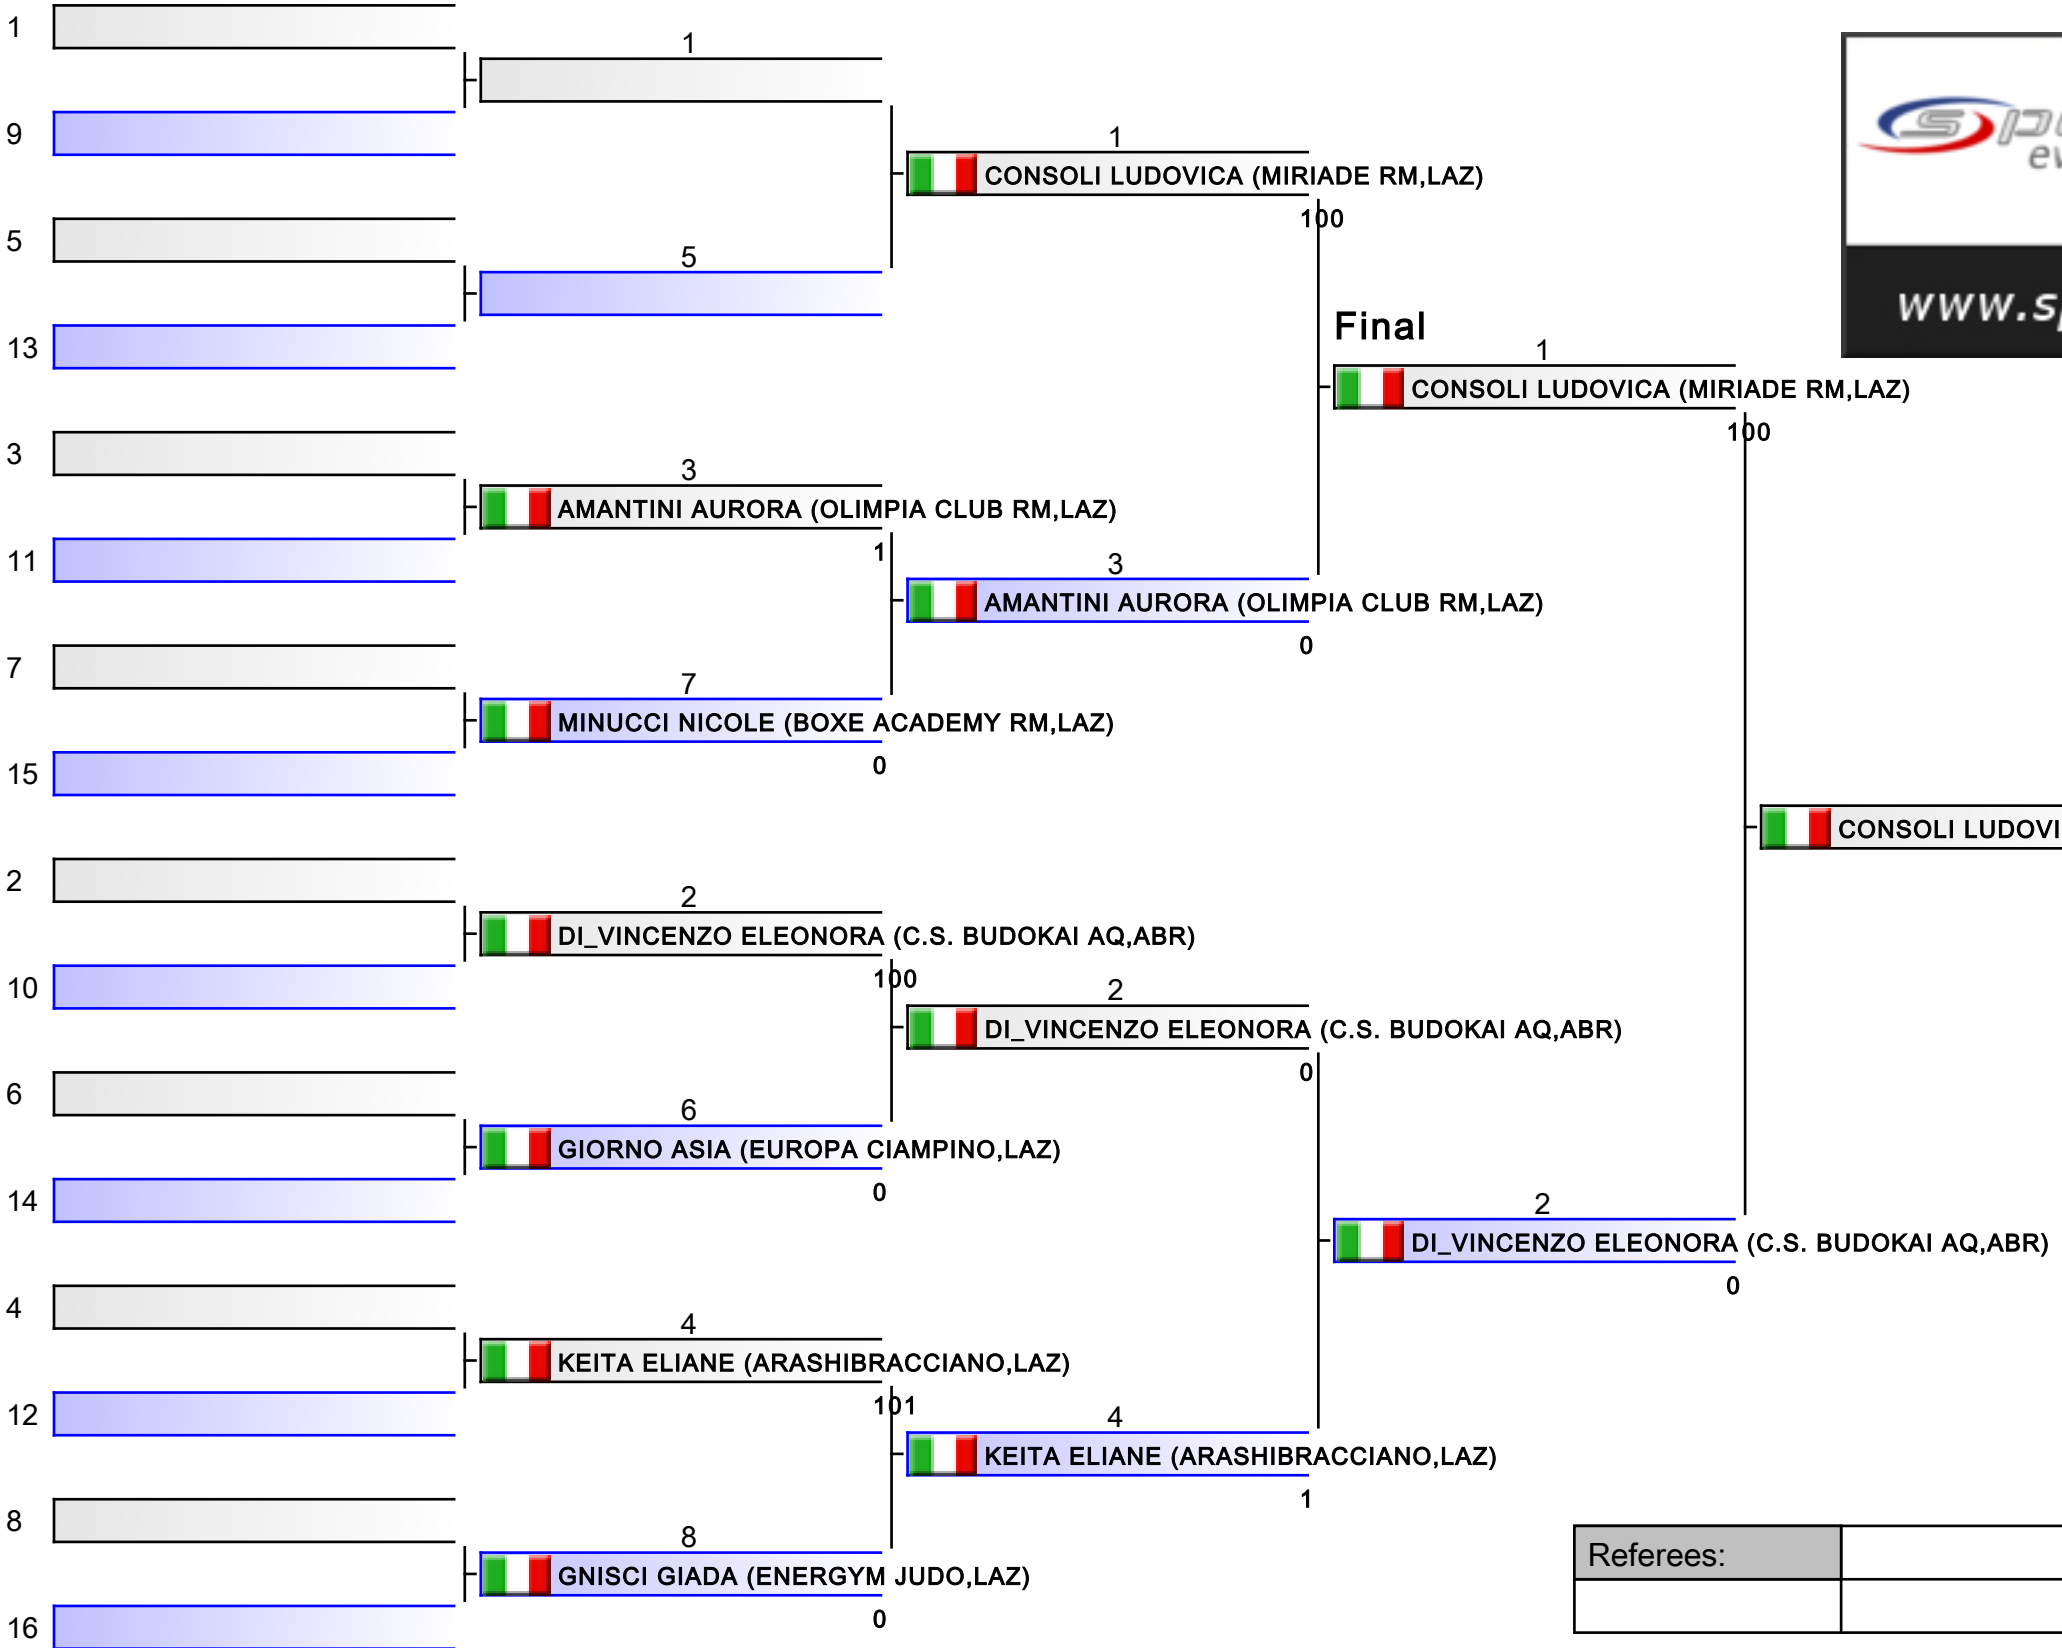 1
1
9
1
CONSOLI LUDOVICA (MIRIADE RM,LAZ)
100
5
5
13
Final
1
CONSOLI LUDOVICA (MIRIADE RM,LAZ)
100
3
3
AMANTINI AURORA (OLIMPIA CLUB RM,LAZ)
1
11
3
AMANTINI AURORA (OLIMPIA CLUB RM,LAZ)
0
7
7
MINUCCI NICOLE (BOXE ACADEMY RM,LAZ)
0
15
CONSOLI LUDOVI
2
2
DI_VINCENZO ELEONORA (C.S. BUDOKAI AQ,ABR)
100
10
2
DI_VINCENZO ELEONORA (C.S. BUDOKAI AQ,ABR)
0
6
6
GIORNO ASIA (EUROPA CIAMPINO,LAZ)
0
14
2
DI_VINCENZO ELEONORA (C.S. BUDOKAI AQ,ABR)
0
4
4
KEITA ELIANE (ARASHIBRACCIANO,LAZ)
101
12
4
KEITA ELIANE (ARASHIBRACCIANO,LAZ)
1
8
8
GNISCI GIADA (ENERGYM JUDO,LAZ)
0
16
Referees:
www.sp